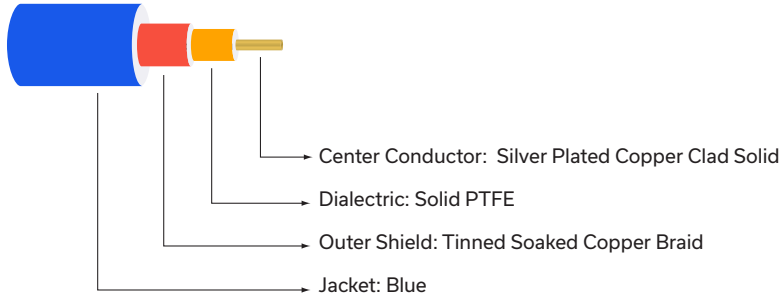 Center Conductor: Silver Plated Copper Clad Solid
Dialectric: Solid PTFE
Outer Shield: Tinned Soaked Copper Braid
Jacket: Blue